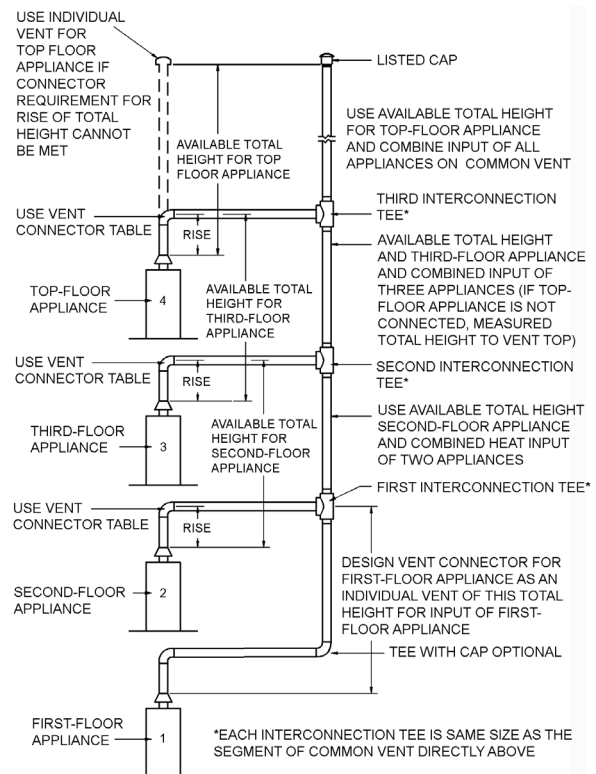 USE INDIVIDUAL
VENT FOR
TOP FLOOR
APPLIANCE IF
CONNECTOR
REQUIREMENT FOR
RISE OF TOTAL
HEIGHT CANNOT
BE MET
LISTED CAP
USE AVAILABLE TOTAL HEIGHT
FOR TOP-FLOOR APPLIANCE
AND COMBINE INPUT OF ALL
APPLIANCES ON COMMON VENT
AVAILABLE TOTAL
HEIGHT FOR TOP
FLOOR APPLIANCE
THIRD INTERCONNECTION
TEE*
USE VENT
CONNECTOR TABLE
RISE
AVAILABLE TOTAL HEIGHT
AND THIRD-FLOOR APPLIANCE
AND COMBINED INPUT OF
THREE APPLIANCES (IF TOP-
FLOOR APPLIANCE IS NOT
CONNECTED, MEASURED
TOTAL HEIGHT TO VENT TOP)
TOP-FLOOR
APPLIANCE
4
AVAILABLE TOTAL
HEIGHT FOR
THIRD-FLOOR
APPLIANCE
USE VENT
CONNECTOR TABLE
RISE
SECOND INTERCONNECTION
TEE*
USE AVAILABLE TOTAL HEIGHT
SECOND-FLOOR APPLIANCE
AND COMBINED HEAT INPUT
OF TWO APPLIANCES
THIRD-FLOOR
APPLIANCE
3
AVAILABLE TOTAL
HEIGHT FOR
SECOND-FLOOR
APPLIANCE
FIRST INTERCONNECTION TEE*
USE VENT
CONNECTOR TABLE
RISE
DESIGN VENT CONNECTOR FOR
FIRST-FLOOR APPLIANCE AS AN
INDIVIDUAL VENT OF THIS TOTAL
HEIGHT FOR INPUT OF FIRST-
FLOOR APPLIANCE
SECOND-FLOOR
APPLIANCE
2
TEE WITH CAP OPTIONAL
FIRST-FLOOR
APPLIANCE
1
*EACH INTERCONNECTION TEE IS SAME SIZE AS THE
SEGMENT OF COMMON VENT DIRECTLY ABOVE